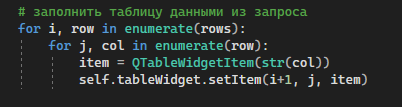 # заполнить таблицу данными из запроса
for i, row in enumerate(rows):
    for j, col in enumerate(row):
        item = QTableWidgetItem(str(col))
        self.tableWidget.setItem(i+1, j, item)